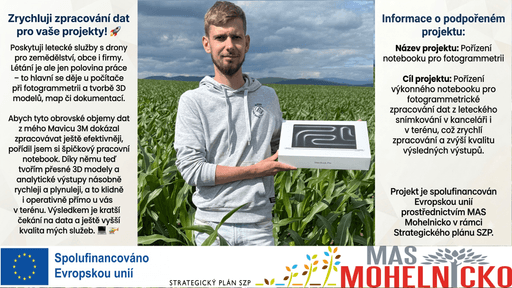 Zrychluji zpracování dat
pro vaše projekty! 🚀
Poskytuji letecké služby s drony
pro zemědělství, obce i firmy.
Létání je ale jen polovina práce
– to hlavní se děje u počítače
při fotogrammetrii a tvorbě 3D
modelů, map či dokumentací.
Abych tyto obrovské objemy dat
z mého Mavicu 3M dokázal
zpracovávat ještě efektivněji,
pořídil jsem si špičkový pracovní
notebook. Díky němu teď
tvořím přesné 3D modely a
analytické výstupy násobně
rychleji a plynuleji, a to klidně
i operativně přímo u vás
v terénu. Výsledkem je kratší
čekání na data a ještě vyšší
kvalita mých služeb.
Informace o podpořeném
projektu:
Název projektu: Pořízení
notebooku pro fotogrammetrii
Cíl projektu: Pořízení
výkonného notebooku pro
fotogrammetrické
zpracování dat z leteckého
snímkování v kanceláři i
v terénu, což zrychlí
zpracování a zvýší kvalitu
výsledných výstupů.
Projekt je spolufinancován
Evropskou unií
prostřednictvím MAS
Mohelnicko v rámci
Strategického plánu SZP.
Spolufinancováno
Evropskou unií
STRATEGICKÝ PLÁN SZP
MAS
MOHELNICKO